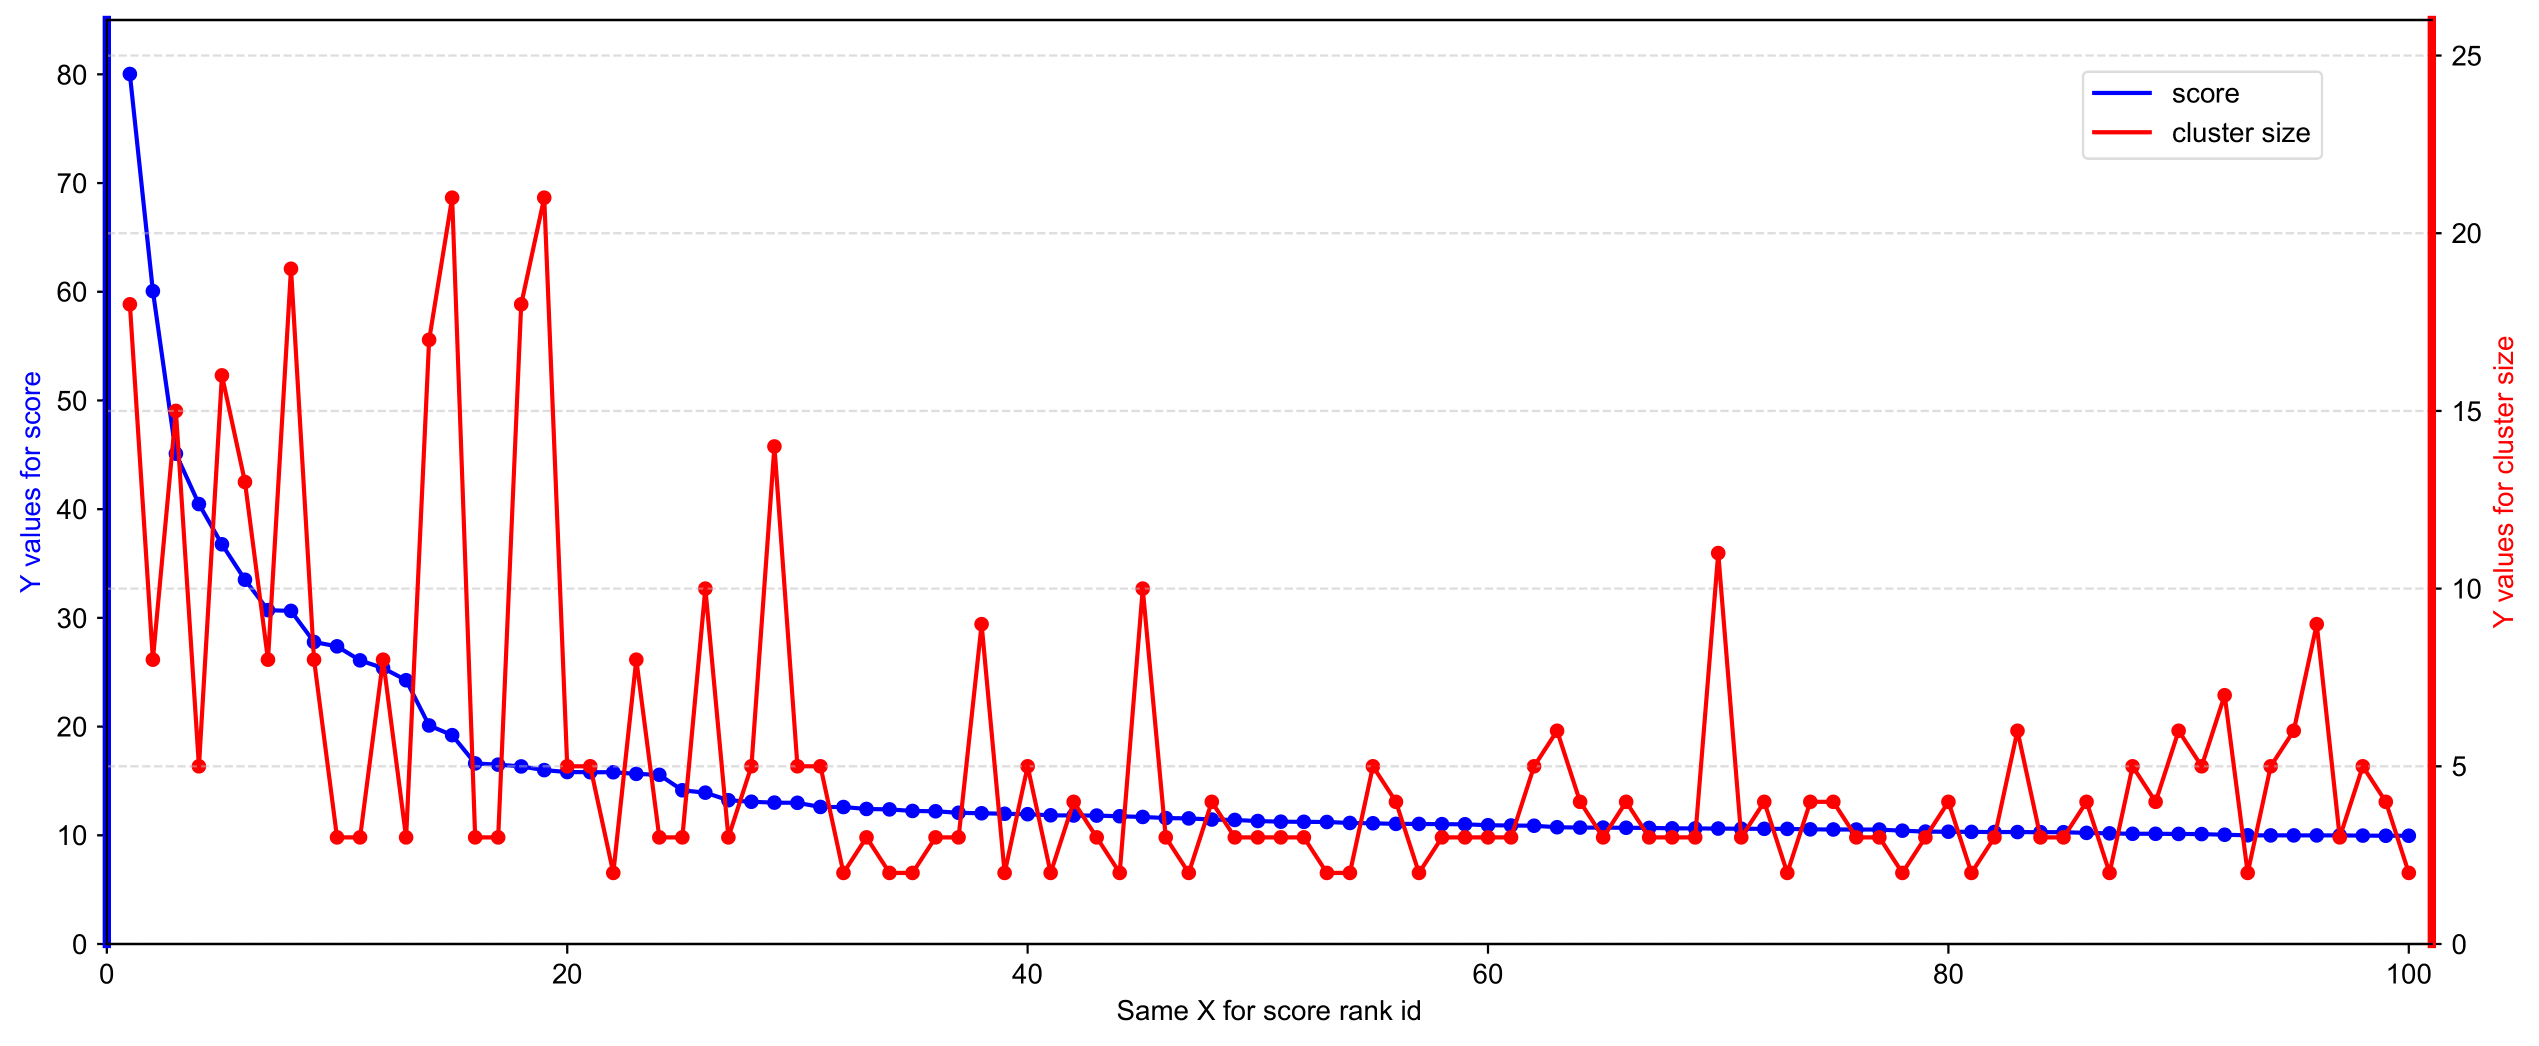 Y values for score
80
70
60
50
40
30
20
10
0
0 20 40 60 80 100
Same X for score rank id
score
cluster size
25
20
15
10
5
0
Y values for cluster size